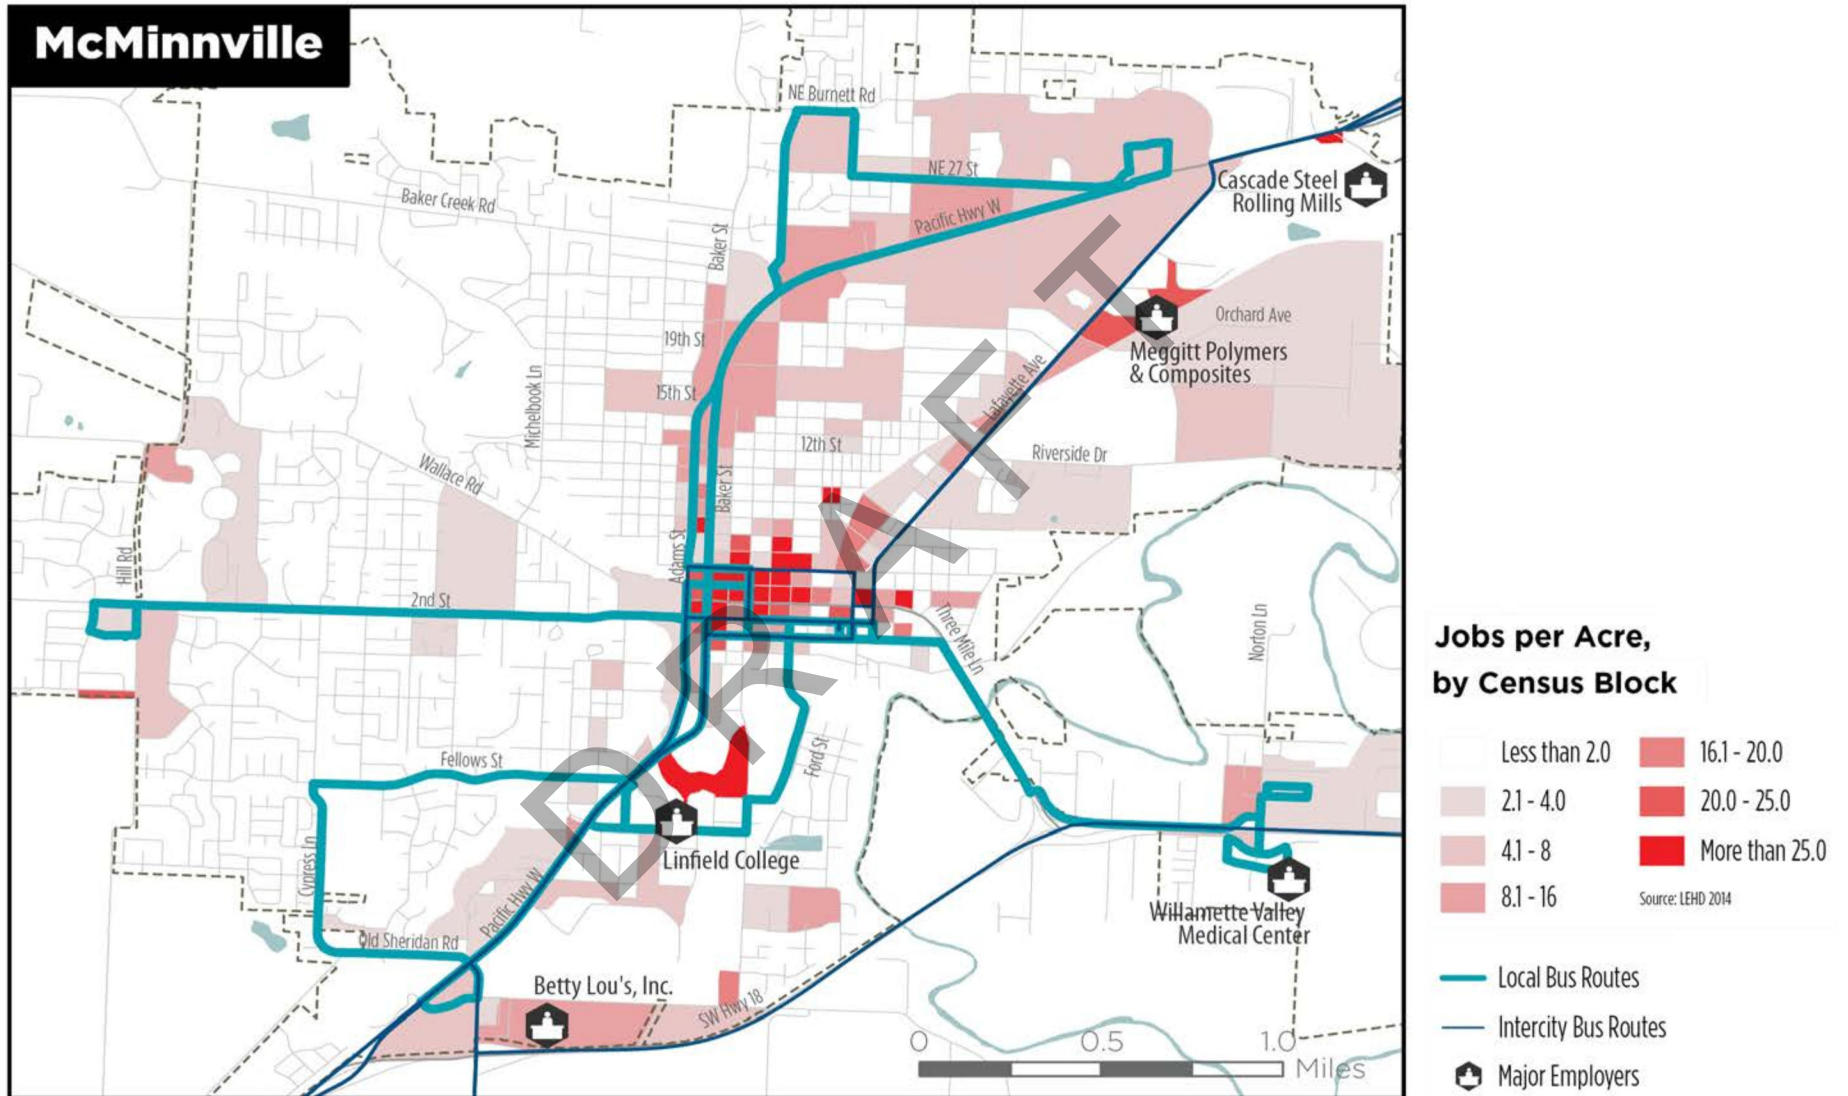 McMinnville
NE Burnett Rd
NE 27 St
Baker Creek Rd
Pacific Hwy W
Baker St
Cascade Steel
Rolling Mills
Orchard Ave
19th St
Meggitt Polymers
& Composites
Michelbook Ln
15th St
Lafayette Ave
12th St
Riverside Dr
Wallace Rd
Baker St
Adams St
Hill Rd
2nd St
Three Mile Ln
Norton Ln
DRAFT
Fellows St
Ford St
Cypress Ln
Linfield College
Pacific Hwy W
Willamette Valley
Medical Center
Old Sheridan Rd
Betty Lou's, Inc.
SW Hwy 18
0 0.5 1.0
Miles
Jobs per Acre,
by Census Block
Less than 2.0
2.1 - 4.0
4.1 - 8
8.1 - 16
16.1 - 20.0
20.0 - 25.0
More than 25.0
Source: LEHD 2014
Local Bus Routes
Intercity Bus Routes
Major Employers